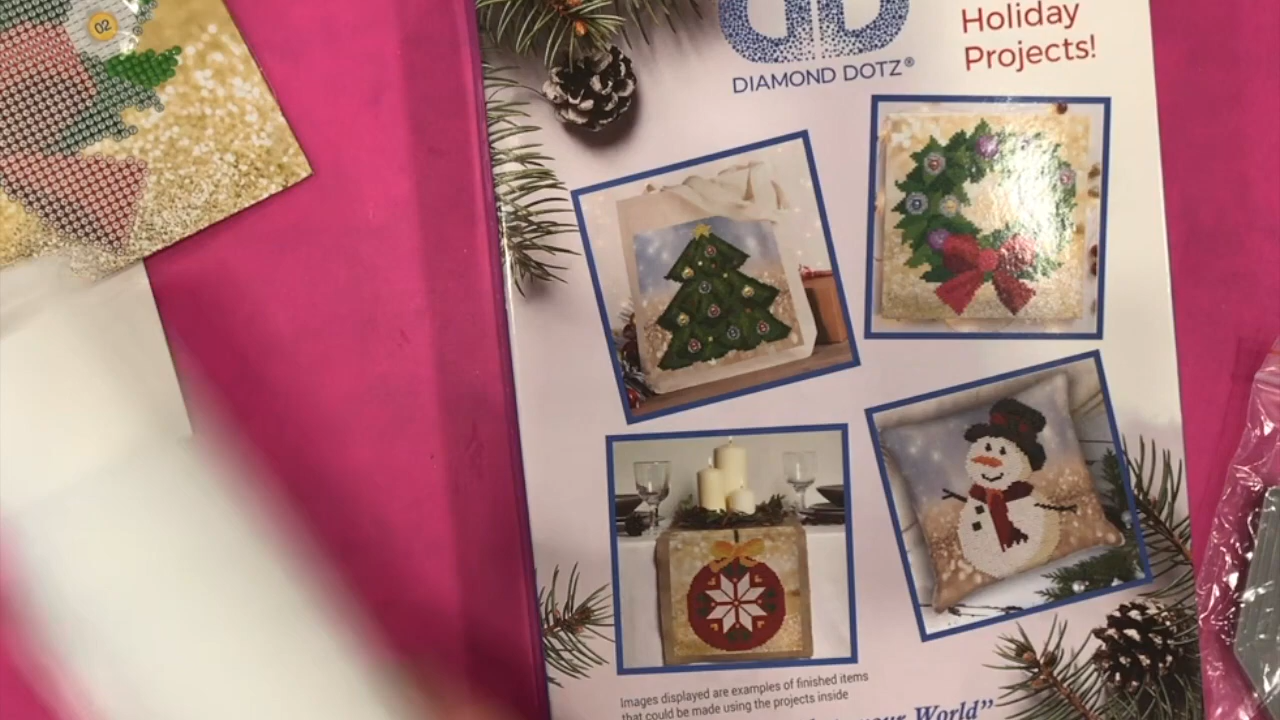 02
Holiday
Projects!
DIAMOND DOTZ®
Images displayed are examples of finished items
that could be made using the projects inside
your World”